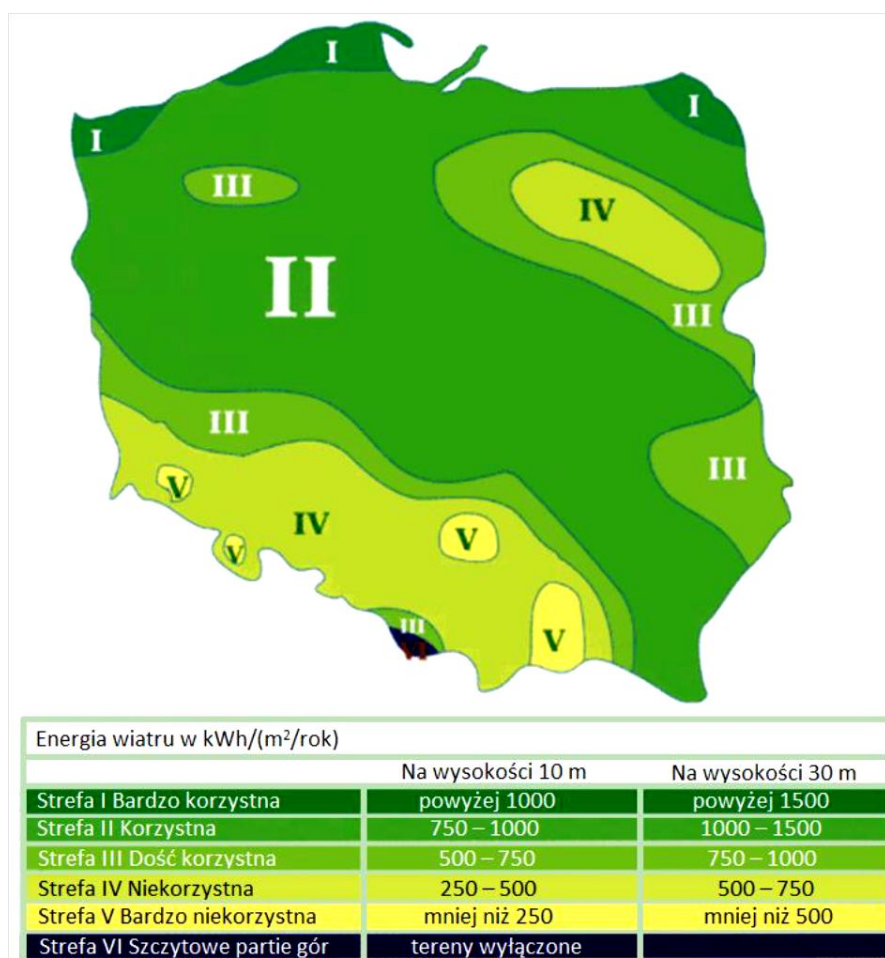 I
I
I
III
IV
II
III
III
III
V
IV
V
V
III
VI
V
Energia wiatru w kWh/(m²/rok)
Na wysokości 10 m Na wysokości 30 m
Strefa I Bardzo korzystna powyżej 1000 powyżej 1500
Strefa II Korzystna 750 – 1000 1000 – 1500
Strefa III Dość korzystna 500 – 750 750 – 1000
Strefa IV Niekorzystna 250 – 500 500 – 750
Strefa V Bardzo niekorzystna mniej niż 250 mniej niż 500
Strefa VI Szczytowe partie gór tereny wyłączone